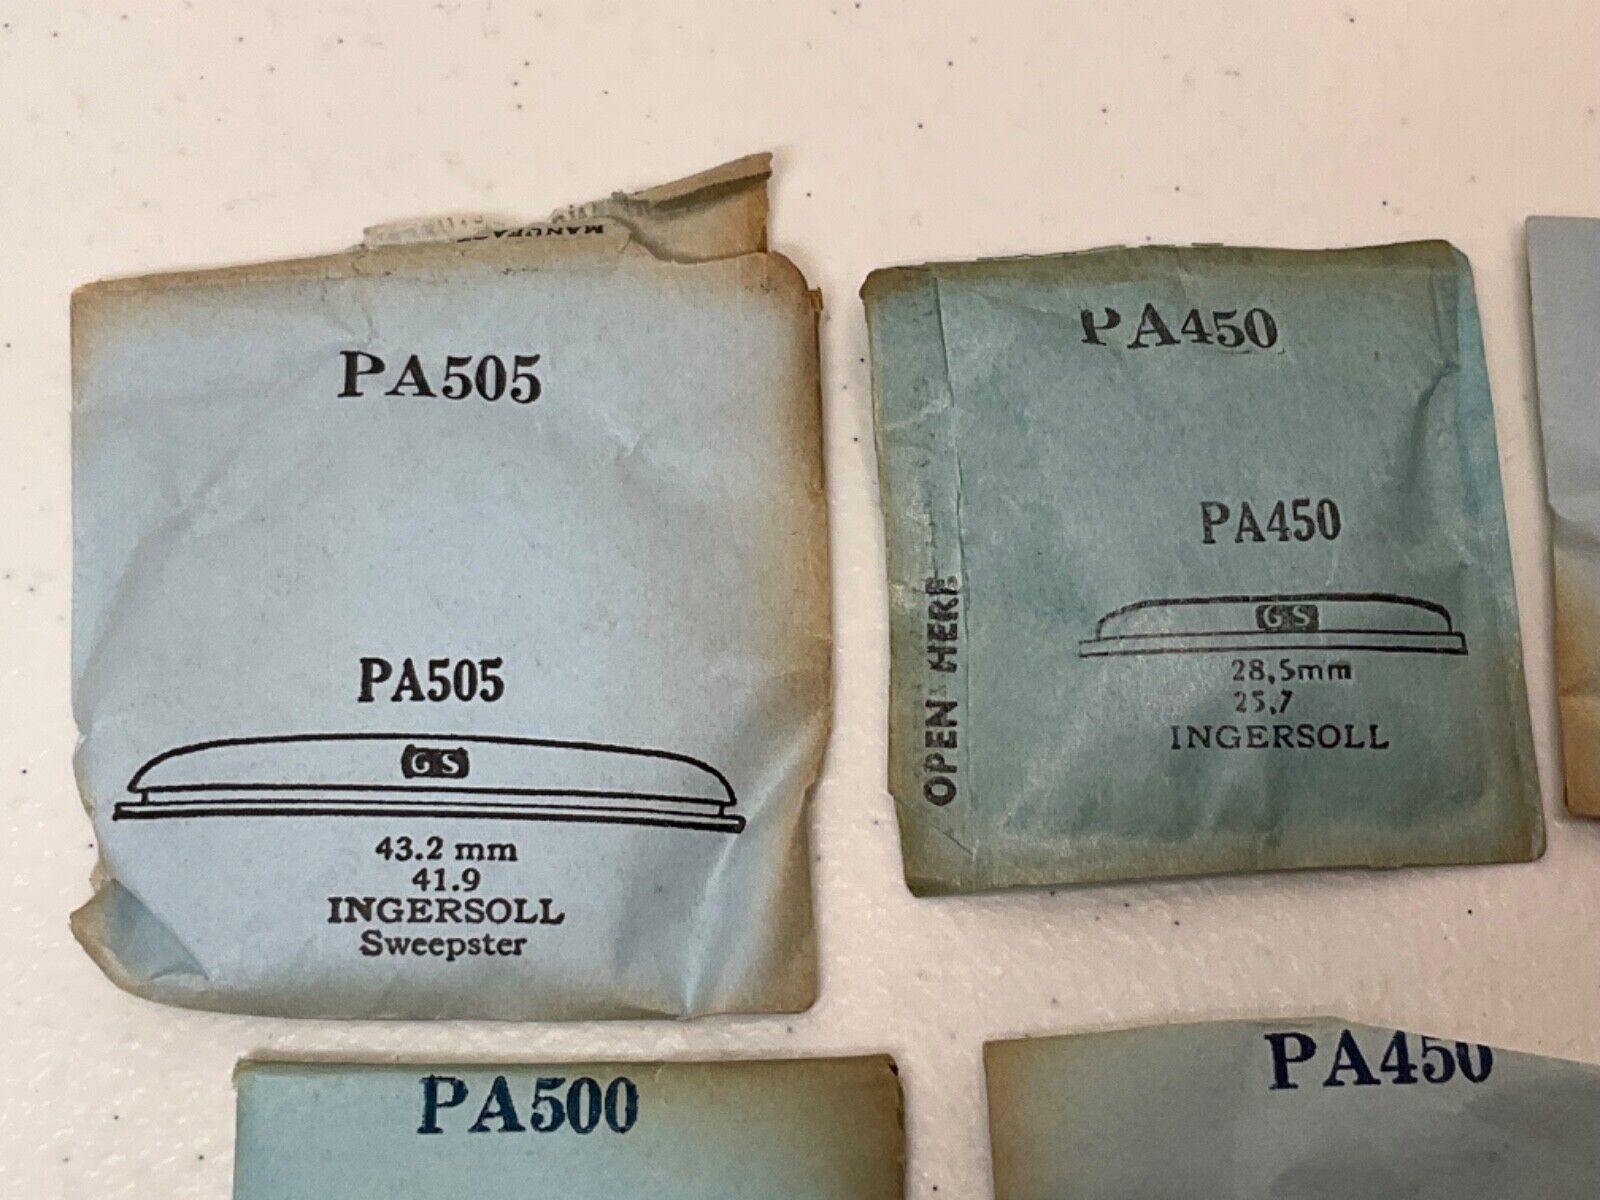 MANUFACT
PA505
PA505
GS
43.2 mm
41.9
INGERSOLL
Sweepster
PA450
PA450
GS
28,5mm
25,7
INGERSOLL
OPEN HERE
PA500
PA450